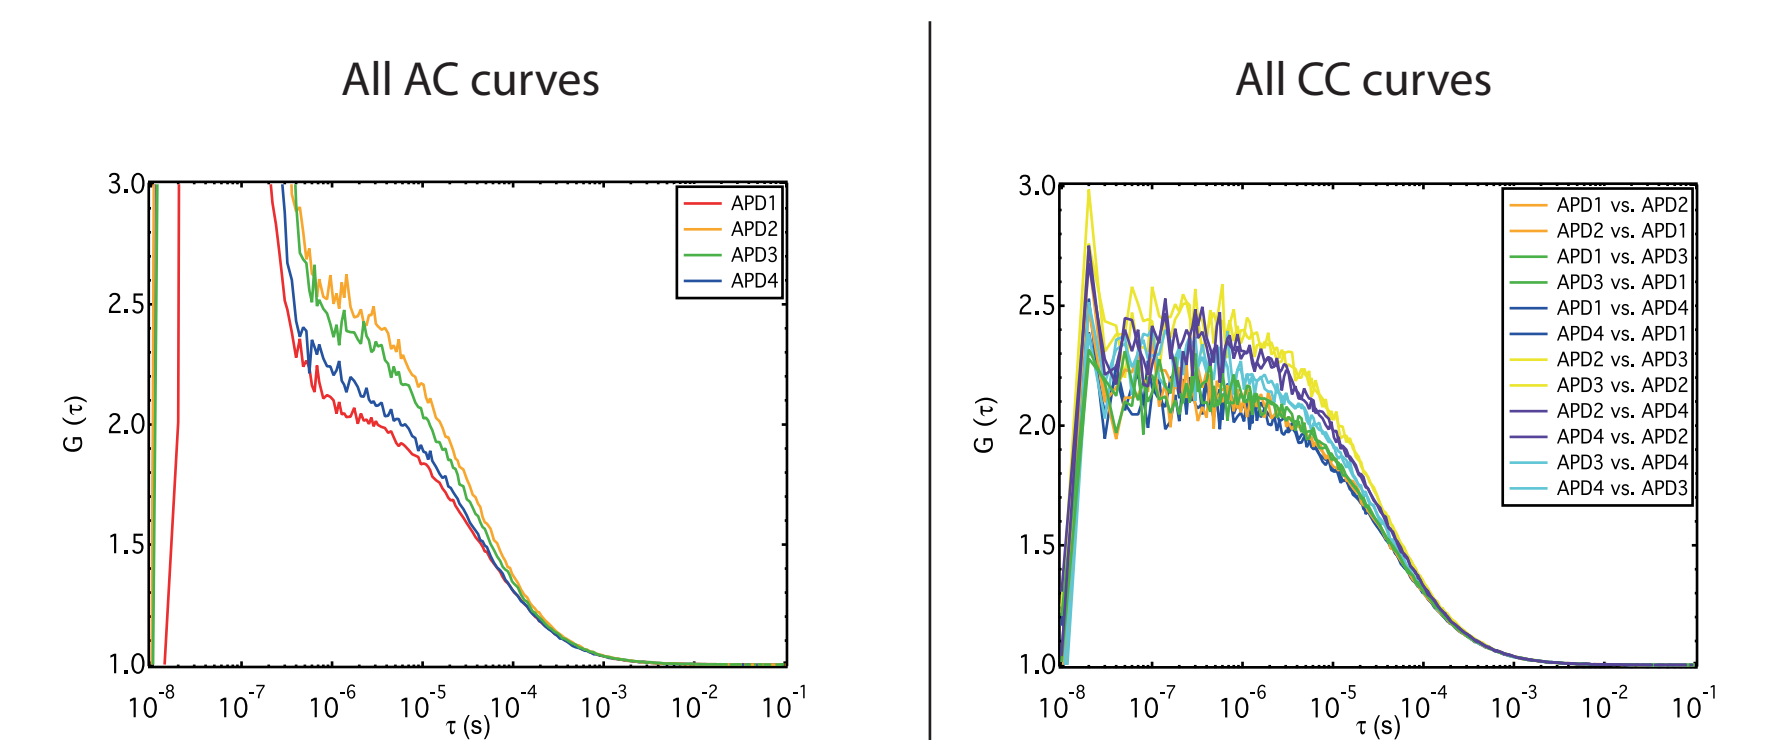 All AC curves
3.0
2.5
2.0
1.5
1.0
G (τ)
10-8
10-7
10-6
10-5
10-4
10-3
10-2
10-1
τ (s)
APD1
APD2
APD3
APD4
All CC curves
3.0
2.5
2.0
1.5
1.0
G (τ)
10-8
10-7
10-6
10-5
10-4
10-3
10-2
10-1
τ (s)
APD1 vs. APD2
APD2 vs. APD1
APD1 vs. APD3
APD3 vs. APD1
APD1 vs. APD4
APD4 vs. APD1
APD2 vs. APD3
APD3 vs. APD2
APD2 vs. APD4
APD4 vs. APD2
APD3 vs. APD4
APD4 vs. APD3